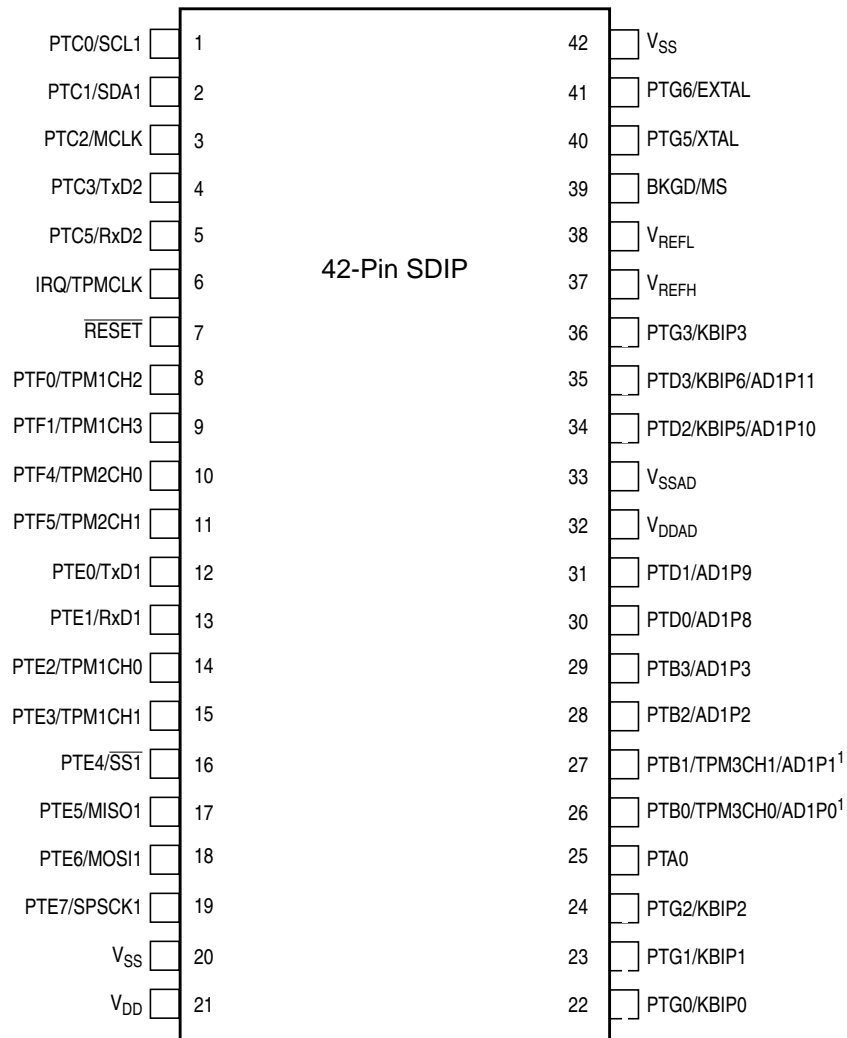 PTC0/SCL1 1 42 VSS
PTC1/SDA1 2 41 PTG6/EXTAL
PTC2/MCLK 3 40 PTG5/XTAL
PTC3/TxD2 4 39 BKGD/MS
PTC5/RxD2 5 38 VREFL
42-Pin SDIP
IRQ/TPMCLK 6 37 VREFH
RESET 7 36 PTG3/KBIP3
PTF0/TPM1CH2 8 35 PTD3/KBIP6/AD1P11
PTF1/TPM1CH3 9 34 PTD2/KBIP5/AD1P10
PTF4/TPM2CH0 10 33 VSSAD
PTF5/TPM2CH1 11 32 VDDAD
PTE0/TxD1 12 31 PTD1/AD1P9
PTE1/RxD1 13 30 PTD0/AD1P8
PTE2/TPM1CH0 14 29 PTB3/AD1P3
PTE3/TPM1CH1 15 28 PTB2/AD1P2
PTE4/SS1 16 27 PTB1/TPM3CH1/AD1P1¹
PTE5/MISO1 17 26 PTB0/TPM3CH0/AD1P0¹
PTE6/MOSI1 18 25 PTA0
PTE7/SPSCK1 19 24 PTG2/KBIP2
VSS 20 23 PTG1/KBIP1
VDD 21 22 PTG0/KBIP0